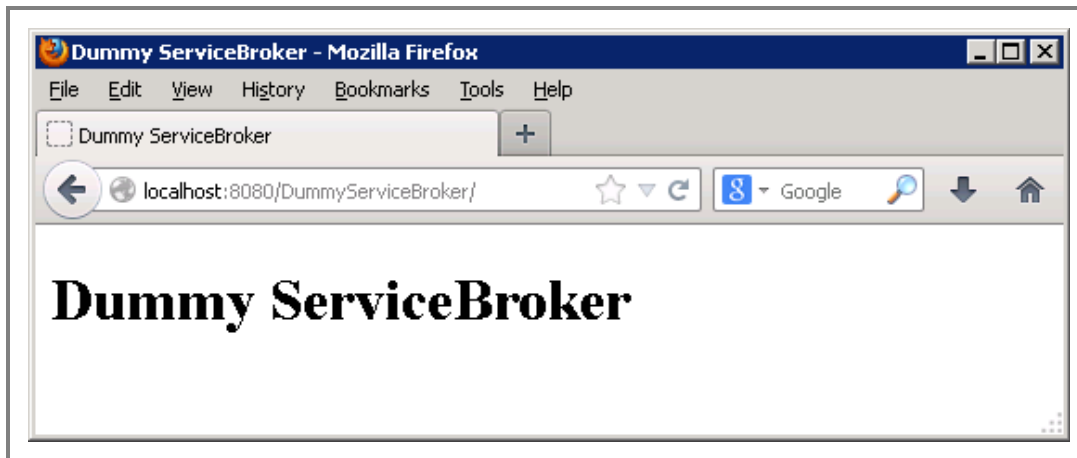 Dummy ServiceBroker - Mozilla Firefox
File Edit View History Bookmarks Tools Help
Dummy ServiceBroker
localhost:8080/DummyServiceBroker/ 8 Google
Dummy ServiceBroker